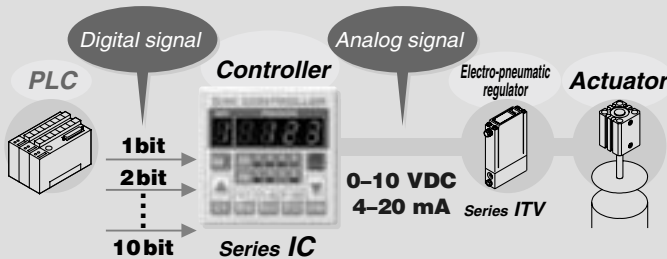 Digital signal
Analog signal
PLC
Controller
Electro-pneumatic
regulator
Actuator
1bit
2bit
10bit
0–10 VDC
4–20 mA
Series IC
Series ITV